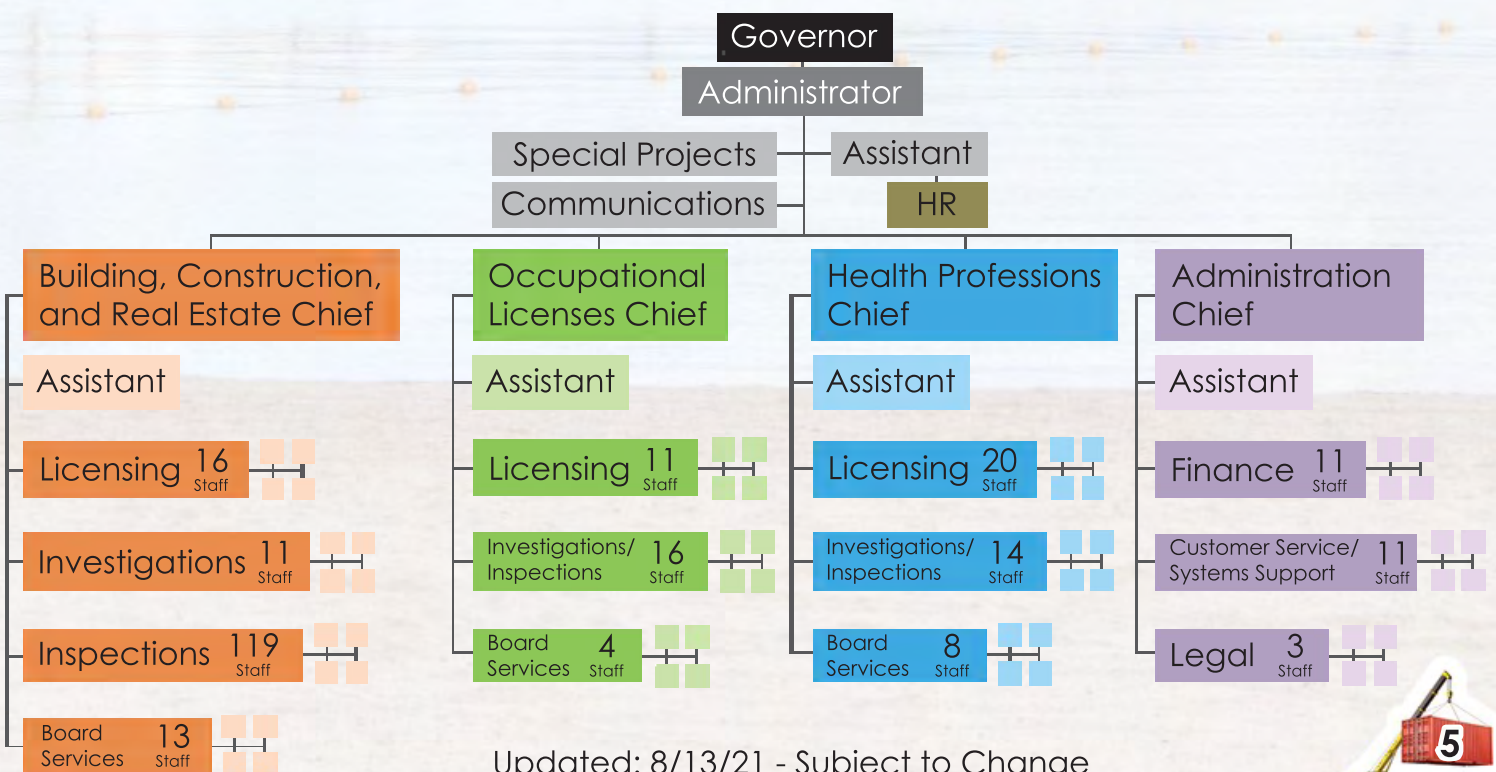 Governor
Administrator
Special Projects
Assistant
Communications
HR
Building, Construction,
and Real Estate Chief
Assistant
Licensing 16
Staff
Investigations 11
Staff
Inspections 119
Staff
Board
Services
13
Staff
Occupational
Licenses Chief
Assistant
Licensing 11
Staff
Investigations/
Inspections
16
Staff
Board
Services
4
Staff
Health Professions
Chief
Assistant
Licensing 20
Staff
Investigations/
Inspections
14
Staff
Board
Services
8
Staff
Administration
Chief
Assistant
Finance 11
Staff
Customer Service/
Systems Support
11
Staff
Legal 3
Staff
Updated: 8/13/21 - Subject to Change
5